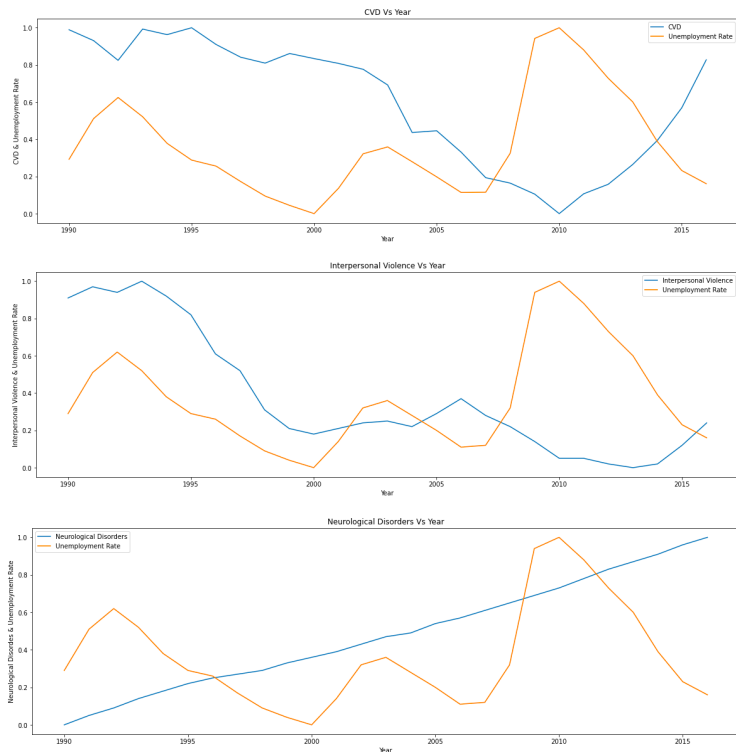 CVD Vs Year
CVD
Unemployment Rate
CVD & Unemployment Rate
1.0
0.8
0.6
0.4
0.2
0.0
1990
1995
2000
2005
2010
2015
Year
Interpersonal Violence Vs Year
Interpersonal Violence
Unemployment Rate
Interpersonal Violence & Unemployment Rate
1.0
0.8
0.6
0.4
0.2
0.0
1990
1995
2000
2005
2010
2015
Year
Neurological Disorders Vs Year
Neurological Disorders
Unemployment Rate
Neurological Disordes & Unemployment Rate
1.0
0.8
0.6
0.4
0.2
0.0
1990
1995
2000
2005
2010
2015
Year